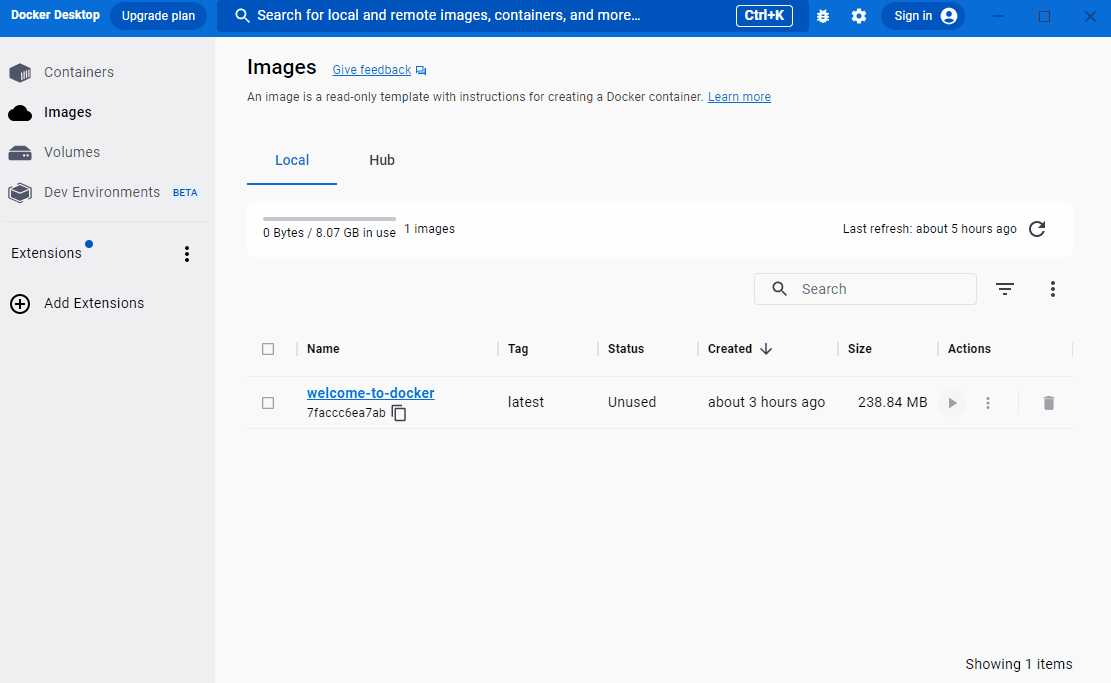 Docker Desktop Upgrade plan Search for local and remote images, containers, and more... Ctrl+K Sign in
Containers
Images
Volumes
Dev Environments BETA
Extensions
Add Extensions
Images Give feedback
An image is a read-only template with instructions for creating a Docker container. Learn more
Local Hub
0 Bytes / 8.07 GB in use 1 images Last refresh: about 5 hours ago
Search
Name Tag Status Created Size Actions
welcome-to-docker latest Unused about 3 hours ago 238.84 MB
7faccc6ea7ab
Showing 1 items